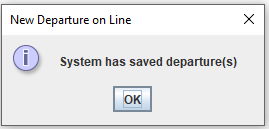 New Departure on Line
System has saved departure(s)
OK